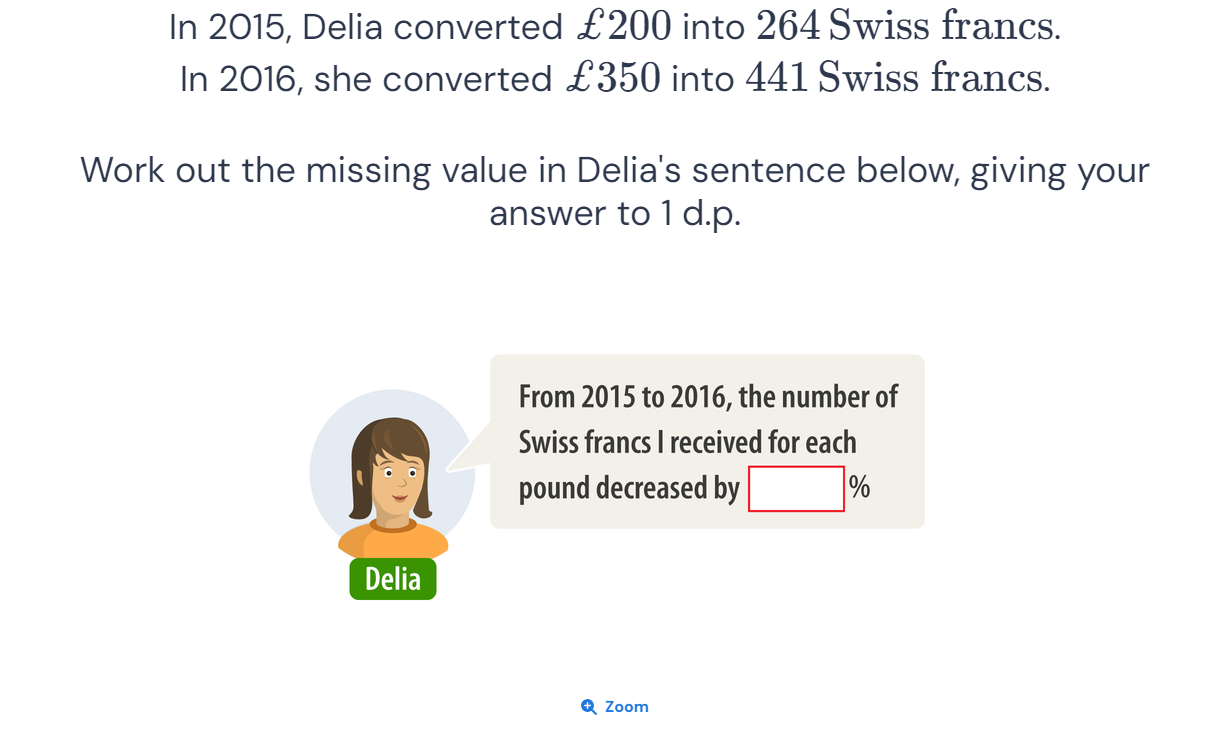 In 2015, Delia converted £200 into 264 Swiss francs.
In 2016, she converted £350 into 441 Swiss francs.
Work out the missing value in Delia's sentence below, giving your
answer to 1 d.p.
From 2015 to 2016, the number of
Swiss francs I received for each
pound decreased by %
Delia
Zoom